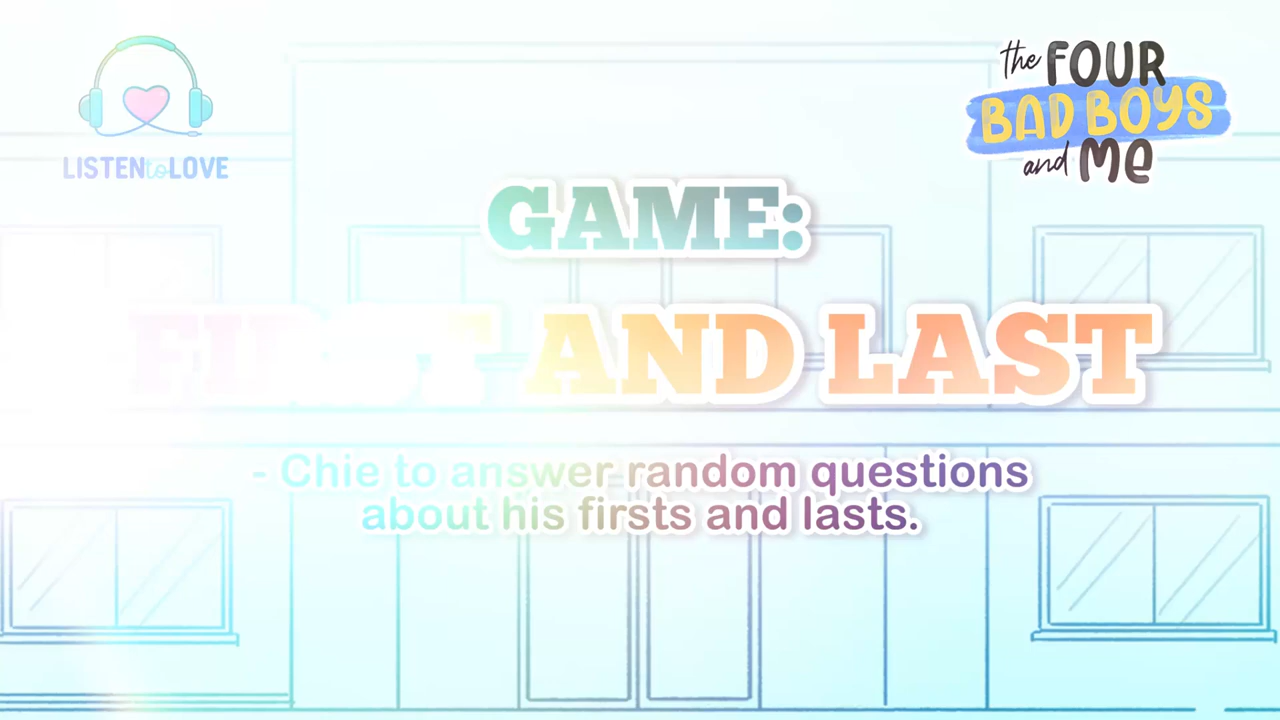 LISTEN to LOVE
the FOUR
BAD BOYS
and ME
GAME:
FIRST AND LAST
- Chie to answer random questions
about his firsts and lasts.